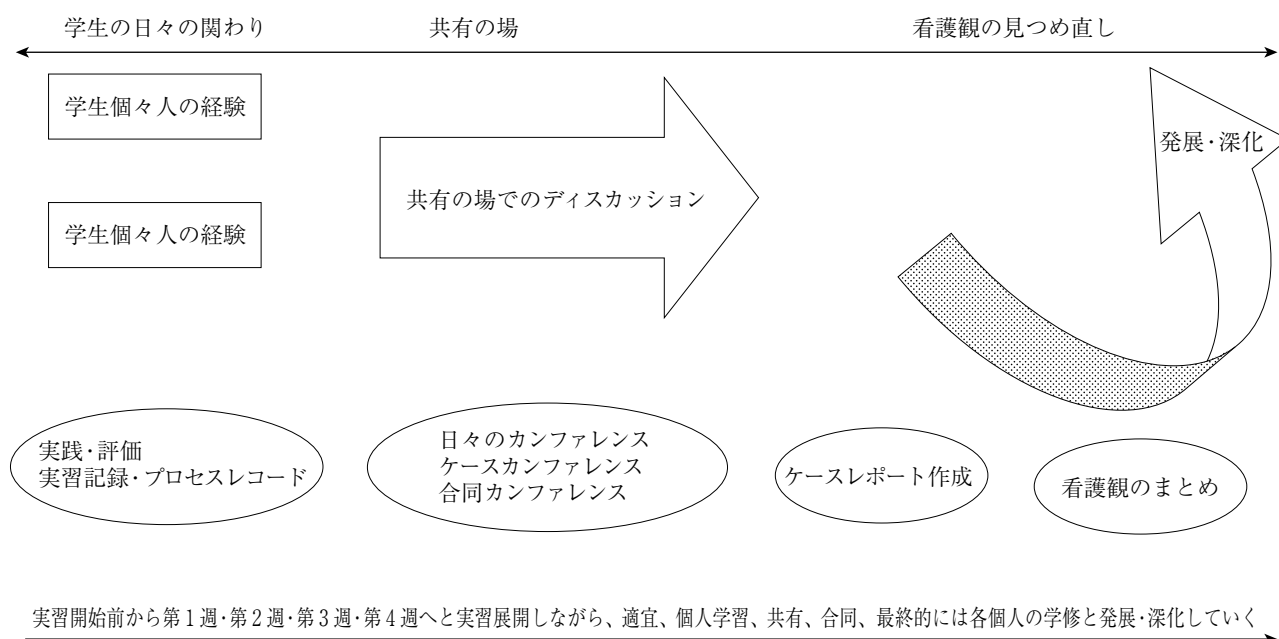 学生の日々の関わり
共有の場
看護観の見つめ直し
学生個々人の経験
学生個々人の経験
共有の場でのディスカッション
発展・深化
実践・評価
実習記録・プロセスレコード
日々のカンファレンス
ケースカンファレンス
合同カンファレンス
ケースレポート作成
看護観のまとめ
実習開始前から第１週・第２週・第３週・第４週へと実習展開しながら、適宜、個人学習、共有、合同、最終的には各個人の学修と発展・深化していく